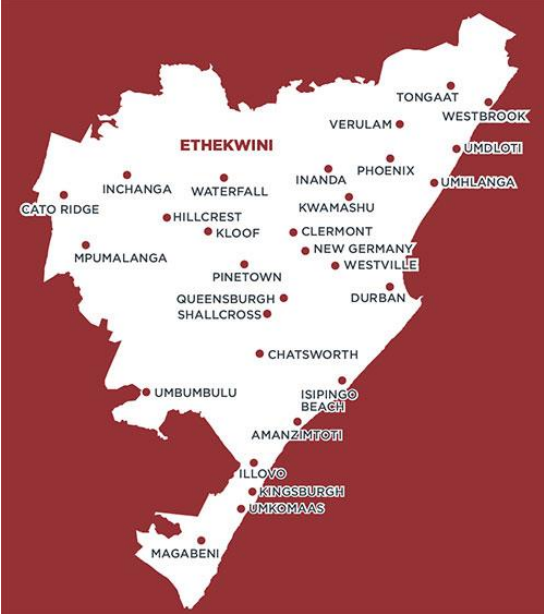 TONGAAT
WESTBROOK
VERULAM
ETHEKWINI
UMDLOTI
PHOENIX
INANDA
UMHLANGA
INCHANGA
WATERFALL
CATO RIDGE
KWAMASHU
HILLCREST
KLOOF
CLERMONT
NEW GERMANY
MPUMALANGA
WESTVILLE
PINETOWN
QUEENSBURGH
DURBAN
SHALLCROSS
CHATSWORTH
UMBUMBULU
ISIPINGO
BEACH
AMANZIMTOTI
ILLOVO
KINGSBURGH
UMKOMAAS
MAGABENI